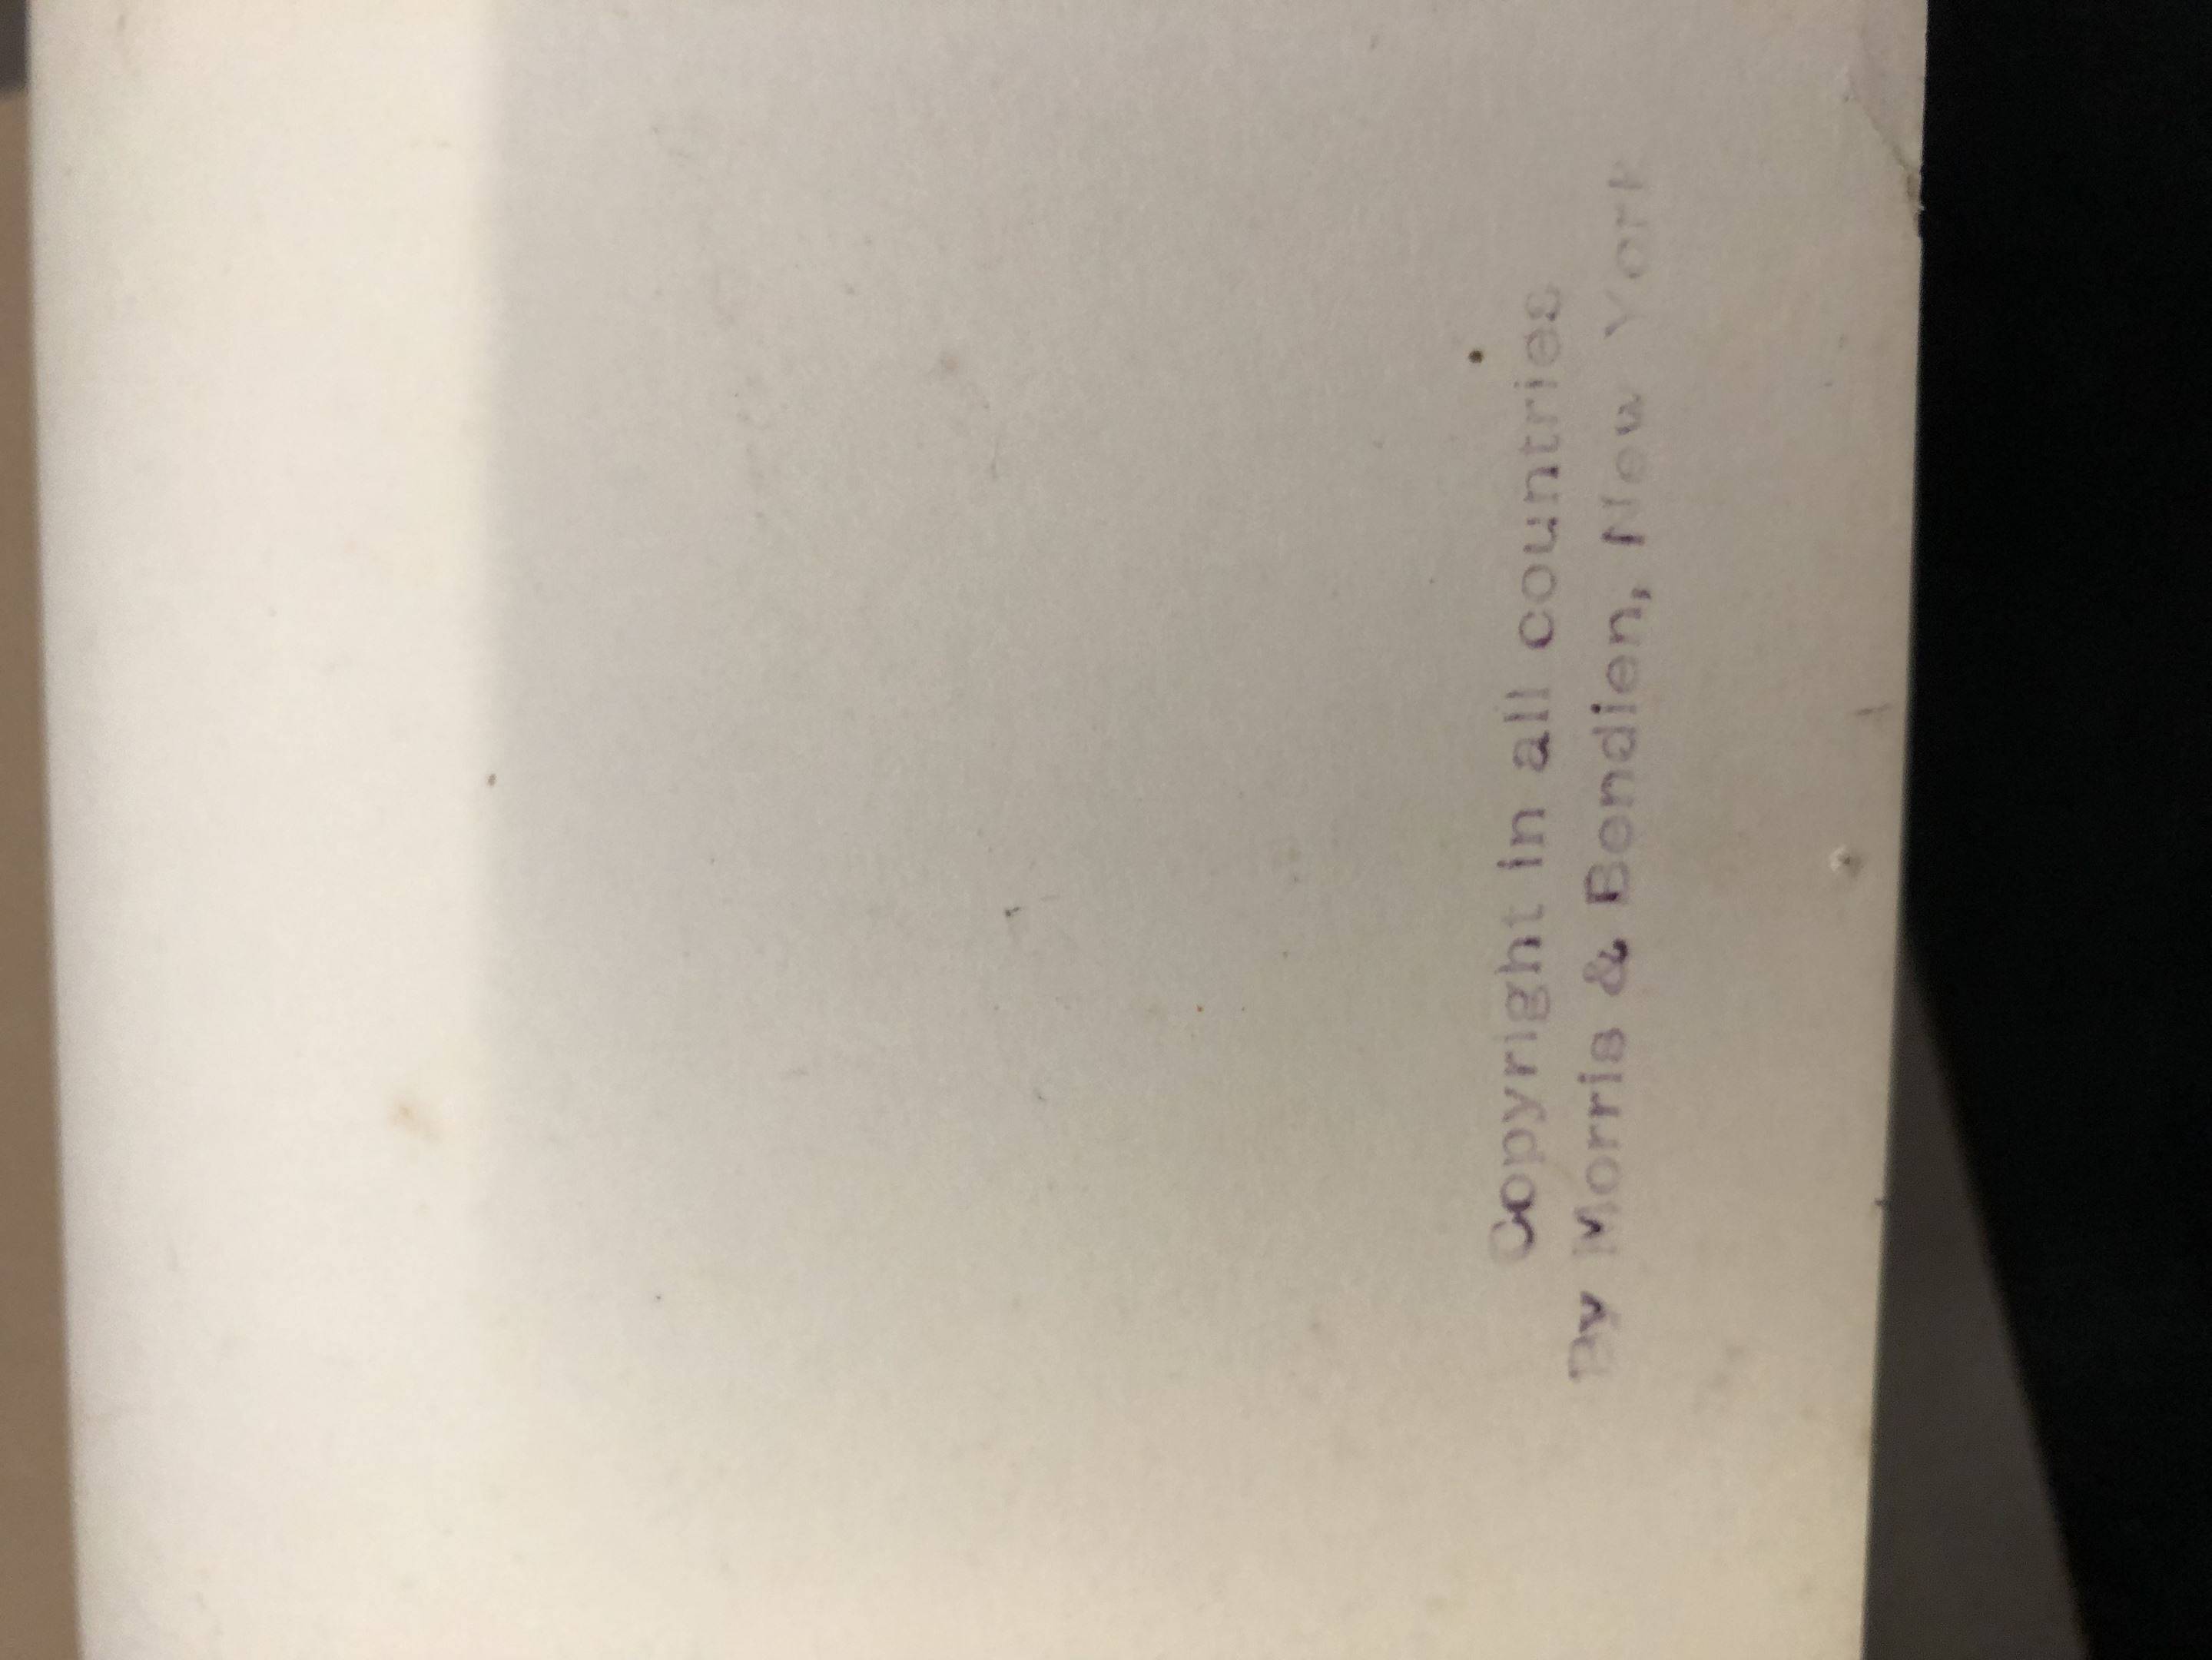 Copyright in all countries
By Morris & Bendien, New York